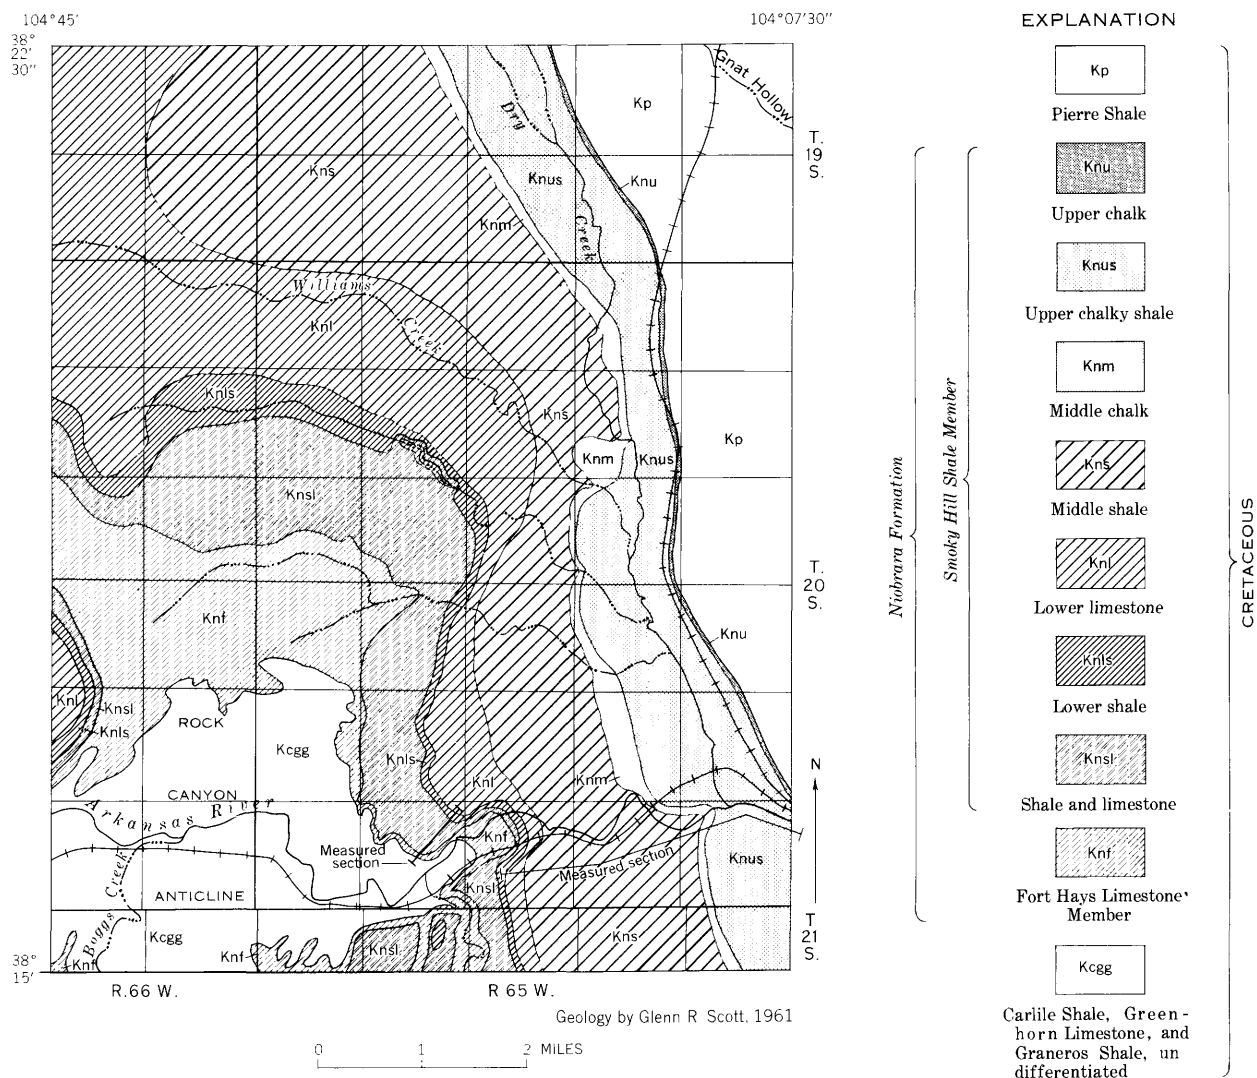 104°45′
104°07′30″
38°
22′
30″
EXPLANATION
Gnat Hollow
Kp
Kp
Pierre Shale
Dry
Creek
T.
19
S.
Kns
Knus
Knu
Knm
Knu
Upper chalk
Knus
Upper chalky shale
Williams
Creek
Knl
Knm
Middle chalk
Knls
Kns
Knm
Knus
Kp
Kns
Middle shale
Knsl
Knl
Lower limestone
T.
20
S.
Knf
Knu
Knls
Lower shale
Knl
Knsl
Knls
ROCK
Kcgg
Knls
Knl
Knm
N
Knsl
Shale and limestone
CANYON
Arkansas River
Knf
Measured
section
Measured section
Knus
Knf
Fort Hays Limestone
Member
Boggs Creek
ANTICLINE
Knsl
Kcgg
Knf
Knf
Knsl
Kns
T
21
S.
38°
15′
Kcgg
Carlile Shale, Green-
horn Limestone, and
Graneros Shale, un
differentiated
R.66 W.
R 65 W.
Geology by Glenn R Scott, 1961
0 1 2 MILES
Smoky Hill Shale Member
Niobrara Formation
CRETACEOUS